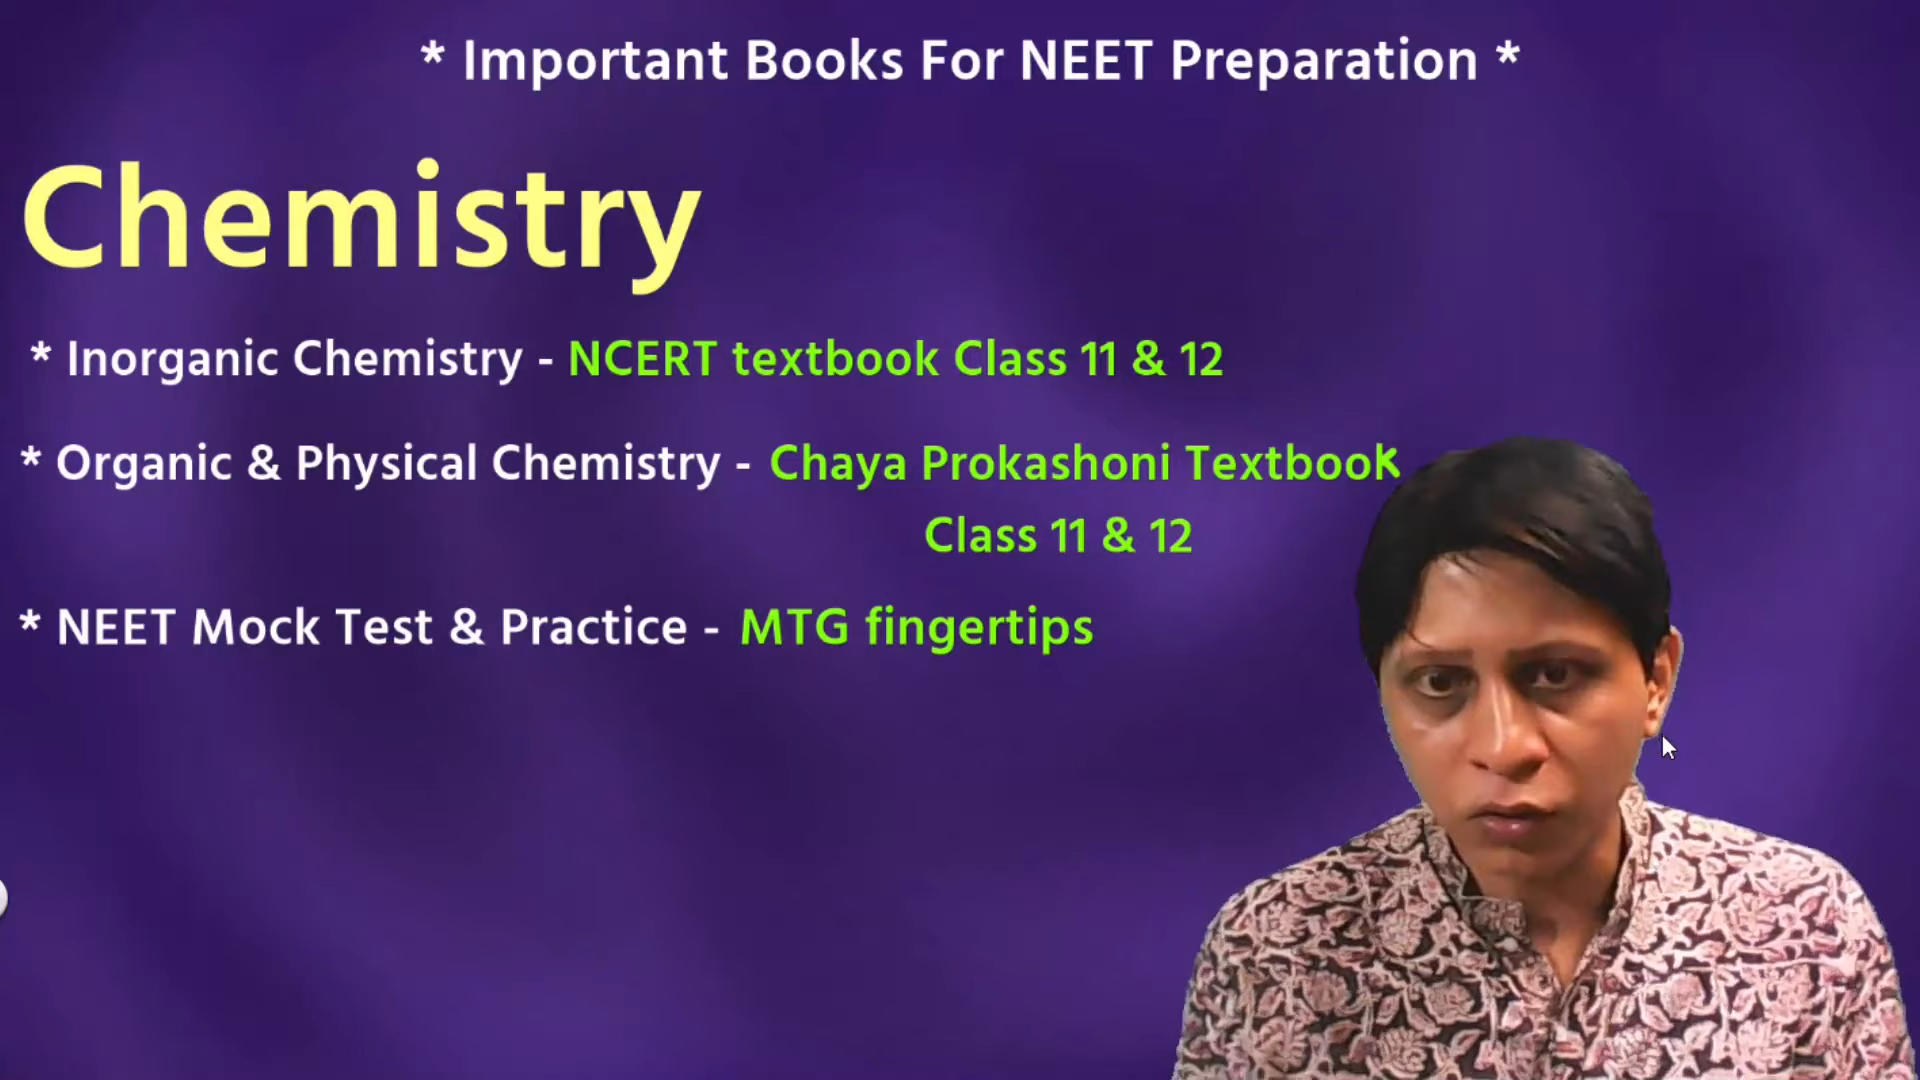 * Important Books For NEET Preparation *
Chemistry
* Inorganic Chemistry - NCERT textbook Class 11 & 12
* Organic & Physical Chemistry - Chaya Prokashoni Textbook
Class 11 & 12
* NEET Mock Test & Practice - MTG fingertips